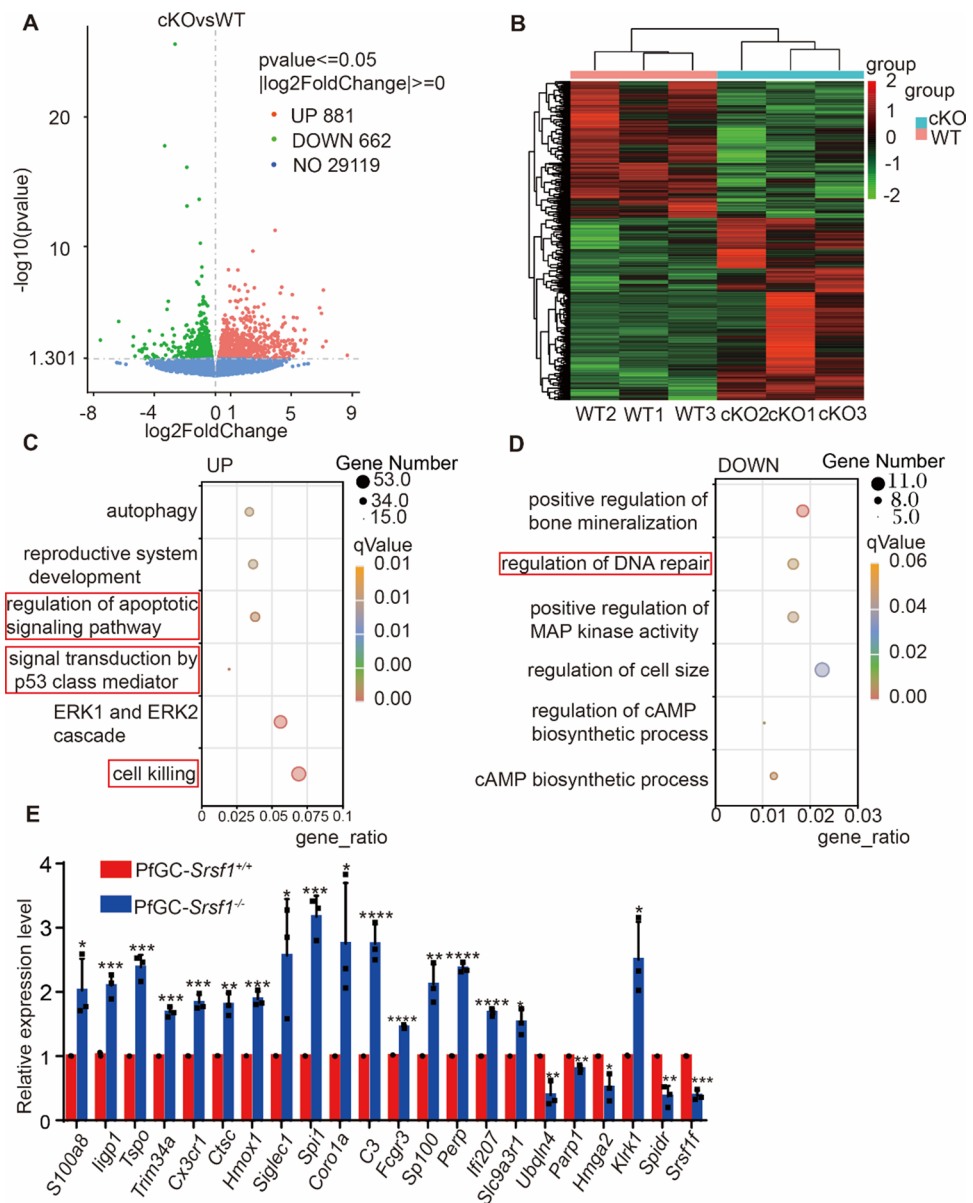 A
cKOvsWT
pvalue<=0.05
|log2FoldChange|>=0
UP 881
DOWN 662
NO 29119
-log10(pvalue)
20
10
1.301
-8
-4
0
1
5
9
log2FoldChange
B
group
2
1
0
-1
-2
group
cKO
WT
WT2
WT1
WT3
cKO2
cKO1
cKO3
C
UP
autophagy
reproductive system
development
regulation of apoptotic
signaling pathway
signal transduction by
p53 class mediator
ERK1 and ERK2
cascade
cell killing
0
0.025
0.05
0.075
0.1
gene_ratio
Gene Number
53.0
34.0
15.0
qValue
0.01
0.01
0.01
0.00
0.00
D
DOWN
positive regulation of
bone mineralization
regulation of DNA repair
positive regulation of
MAP kinase activity
regulation of cell size
regulation of cAMP
biosynthetic process
cAMP biosynthetic process
0
0.01
0.02
0.03
gene_ratio
Gene Number
11.0
8.0
5.0
qValue
0.06
0.04
0.02
0.00
E
PfGC-Srsf1+/+
PfGC-Srsf1-/-
Relative expression level
4
3
2
1
0
*
***
***
***
***
**
***
*
***
*
****
****
**
****
****
*
**
**
*
*
**
***
S100a8
Iigp1
Tspo
Trim34a
Cx3cr1
Ctsc
Hmox1
Siglec1
Spi1
Coro1a
C3
Fcgr3
Sp100
Perp
Ifi207
Slc9a3r1
Ubqln4
Parp1
Hmga2
Klrk1
Spidr
Srsf1f